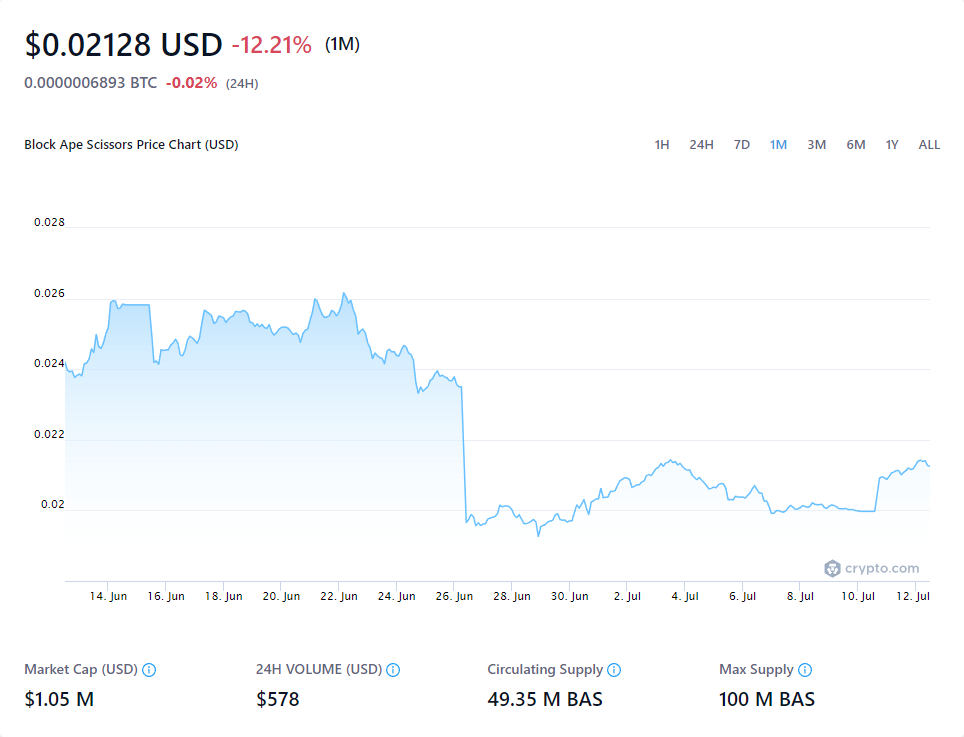 $0.02128 USD -12.21% (1M)
0.0000006893 BTC -0.02% (24H)
Block Ape Scissors Price Chart (USD) 1H 24H 7D 1M 3M 6M 1Y ALL
0.028
0.026
0.024
0.022
0.02
crypto.com
14. Jun 16. Jun 18. Jun 20. Jun 22. Jun 24. Jun 26. Jun 28. Jun 30. Jun 2. Jul 4. Jul 6. Jul 8. Jul 10. Jul 12. Jul
Market Cap (USD) 24H VOLUME (USD) Circulating Supply Max Supply
$1.05 M $578 49.35 M BAS 100 M BAS